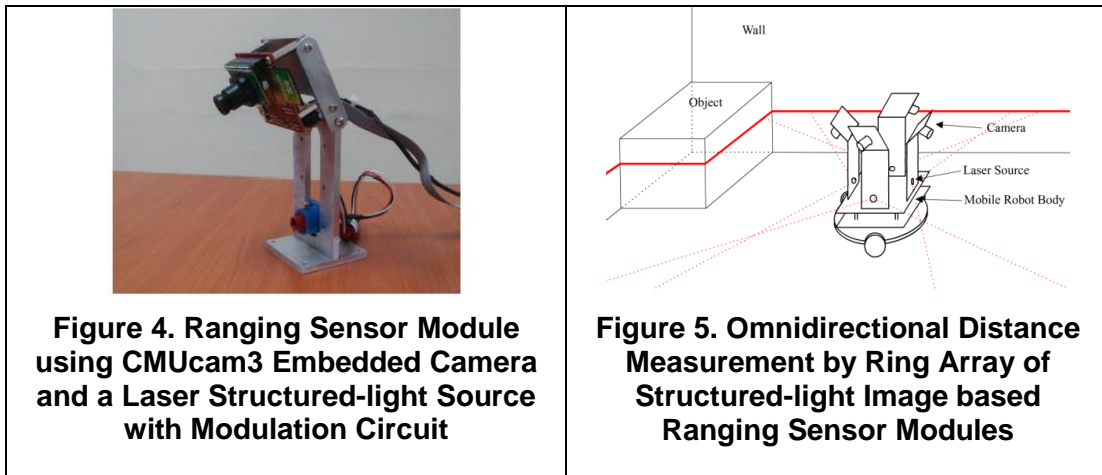 Figure 4. Ranging Sensor Module
using CMUcam3 Embedded Camera
and a Laser Structured-light Source
with Modulation Circuit
Wall
Object
Camera
Laser Source
Mobile Robot Body
Figure 5. Omnidirectional Distance
Measurement by Ring Array of
Structured-light Image based
Ranging Sensor Modules